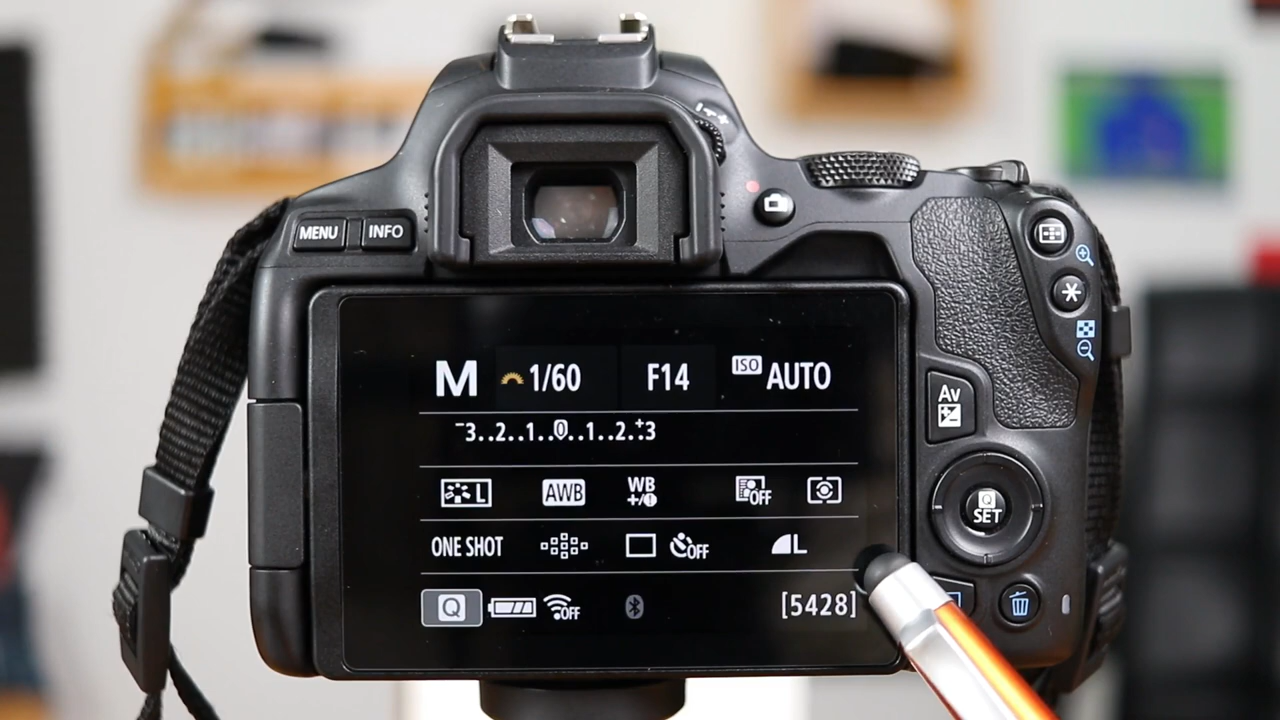 MENU INFO
M 1/60 F14 ISO AUTO
-3..2..1..0..1..2.+3
L AWB WB +/- OFF
ONE SHOT OFF L
Q OFF [5428]
Av
Q
SET